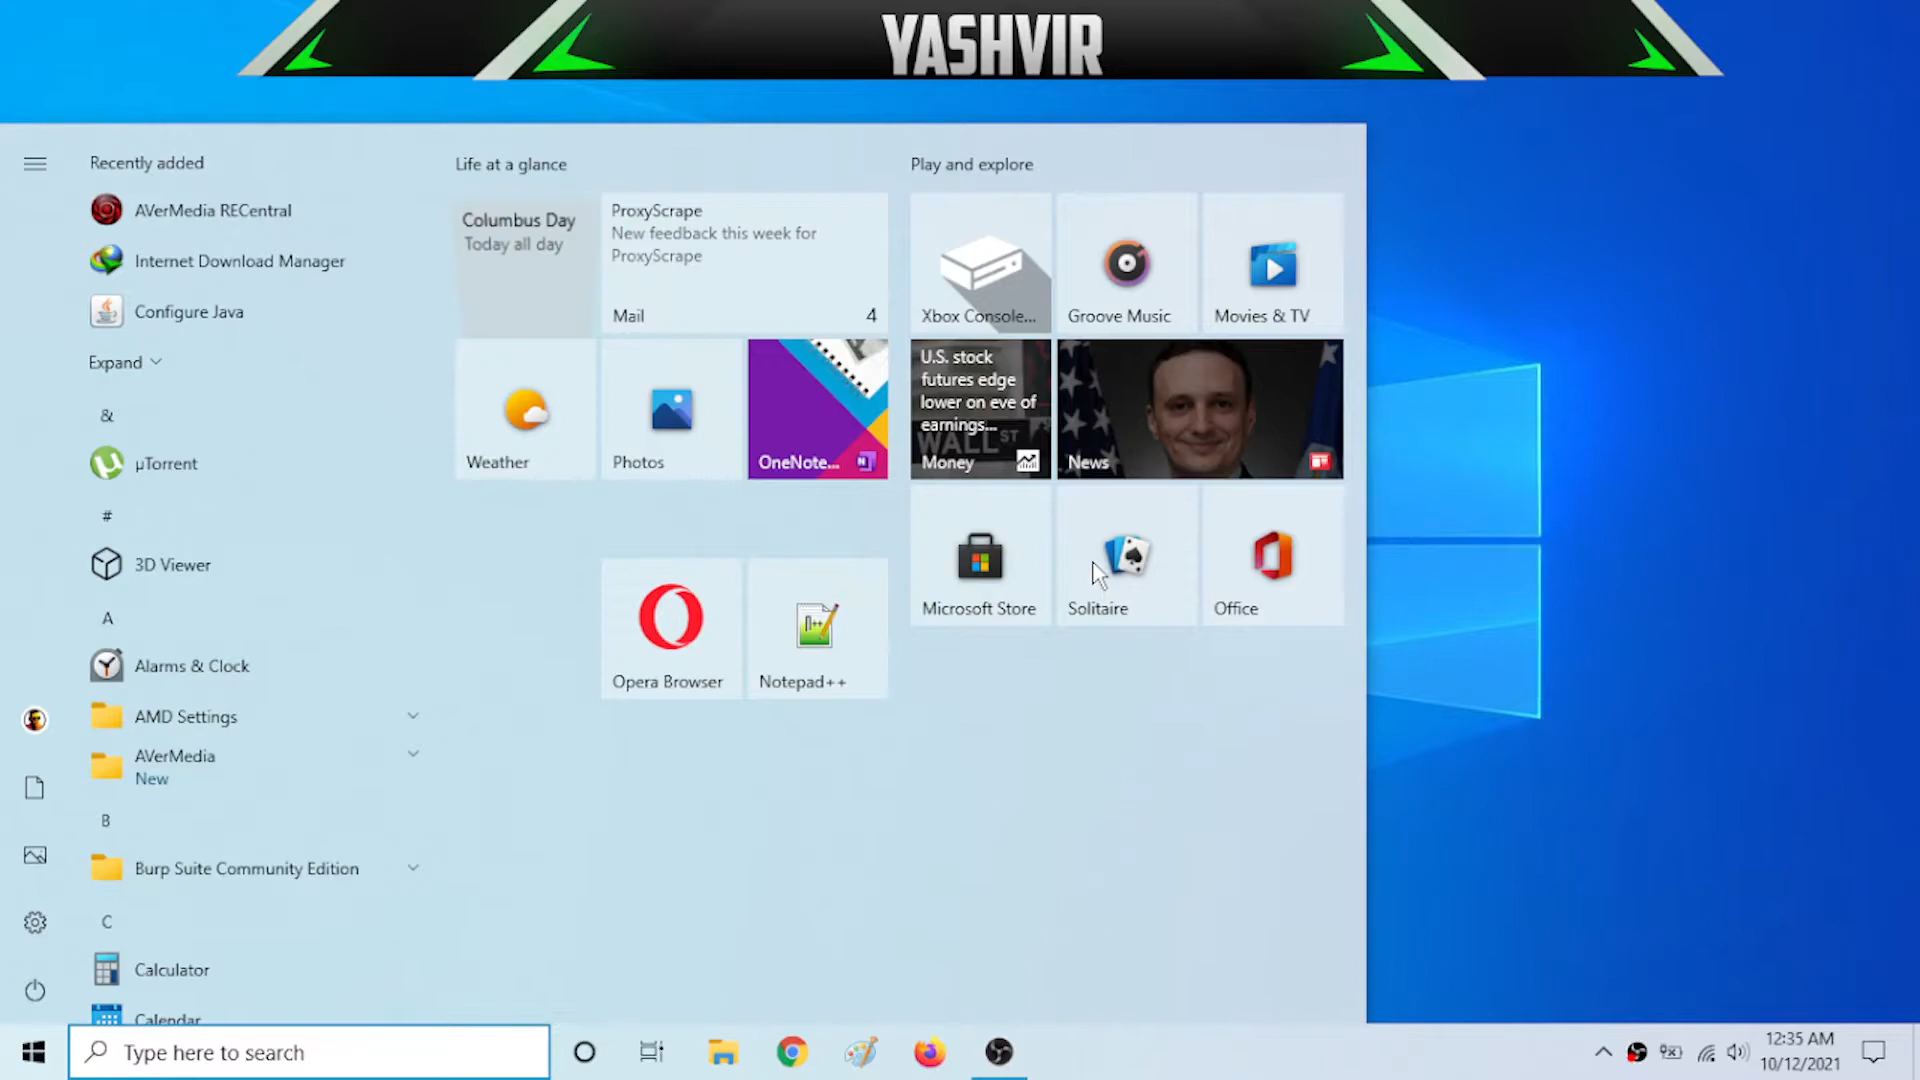 YASHVIR
Recently added
AVerMedia RECentral
Internet Download Manager
Configure Java
Expand
&
µTorrent
#
3D Viewer
A
Alarms & Clock
AMD Settings
AVerMedia
New
B
Burp Suite Community Edition
C
Calculator
Calendar
Life at a glance
Columbus Day
Today all day
ProxyScrape
New feedback this week for
ProxyScrape
Mail 4
Weather
Photos
OneNote...
N
Opera Browser
Notepad++
Play and explore
Xbox Console...
Groove Music
Movies & TV
U.S. stock
futures edge
lower on eve of
earnings...
WALL ST
Money
News
Microsoft Store
Solitaire
Office
Type here to search
12:35 AM
10/12/2021